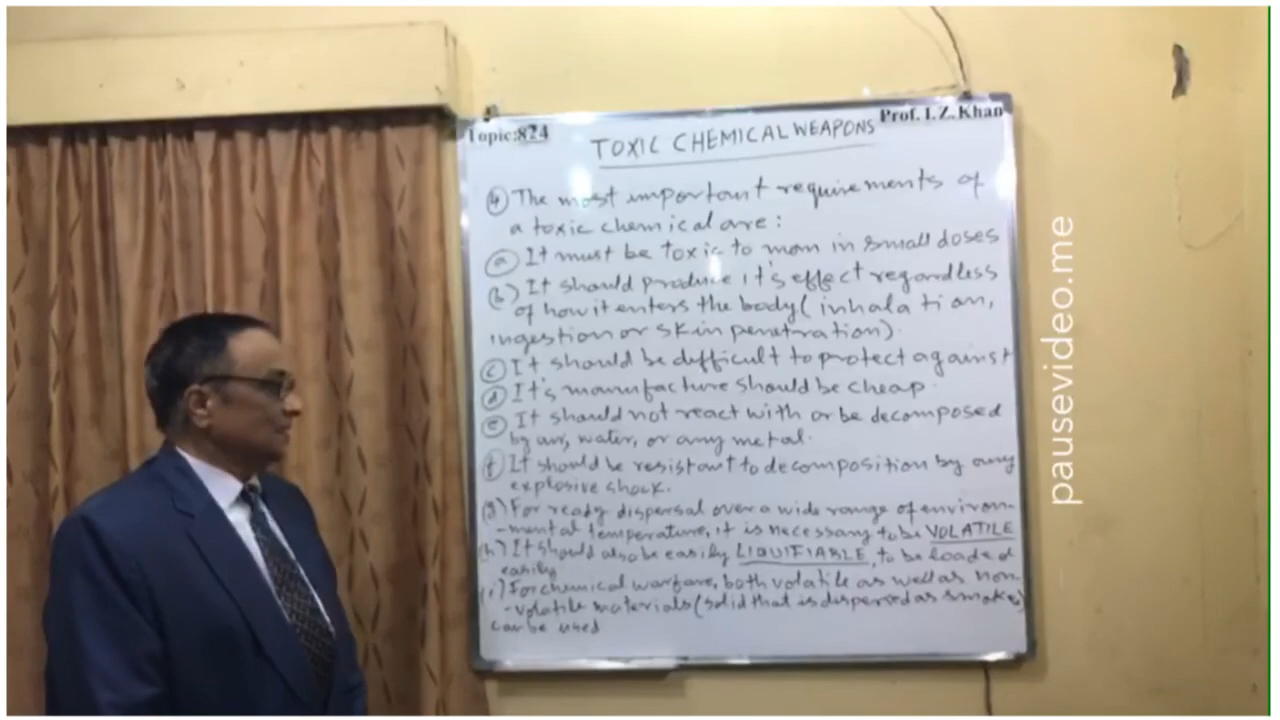 Topic:824
Prof. I. Z. Khan
TOXIC CHEMICAL WEAPONS
④ The most important requirements of
a toxic chemical are:
ⓐ It must be toxic to man in small doses
(b) It should produce it's effect regardless
of how it enters the body (inhalation,
ingestion or skin penetration).
ⓒ It should be difficult to protect against
ⓓ It's manufacture should be cheap.
ⓔ It should not react with or be decomposed
by air, water, or any metal.
ⓕ It should be resistant to decomposition by any
explosive shock.
(g) For ready dispersal over a wide range of environ-
-mental temperature, it is necessary to be VOLATILE
(h) It should also be easily LIQUIFIABLE, to be loaded
easily
(i) For chemical warfare, both volatile as well as non-
-volatile materials (solid that is dispersed as smoke)
can be used
pausevideo.me